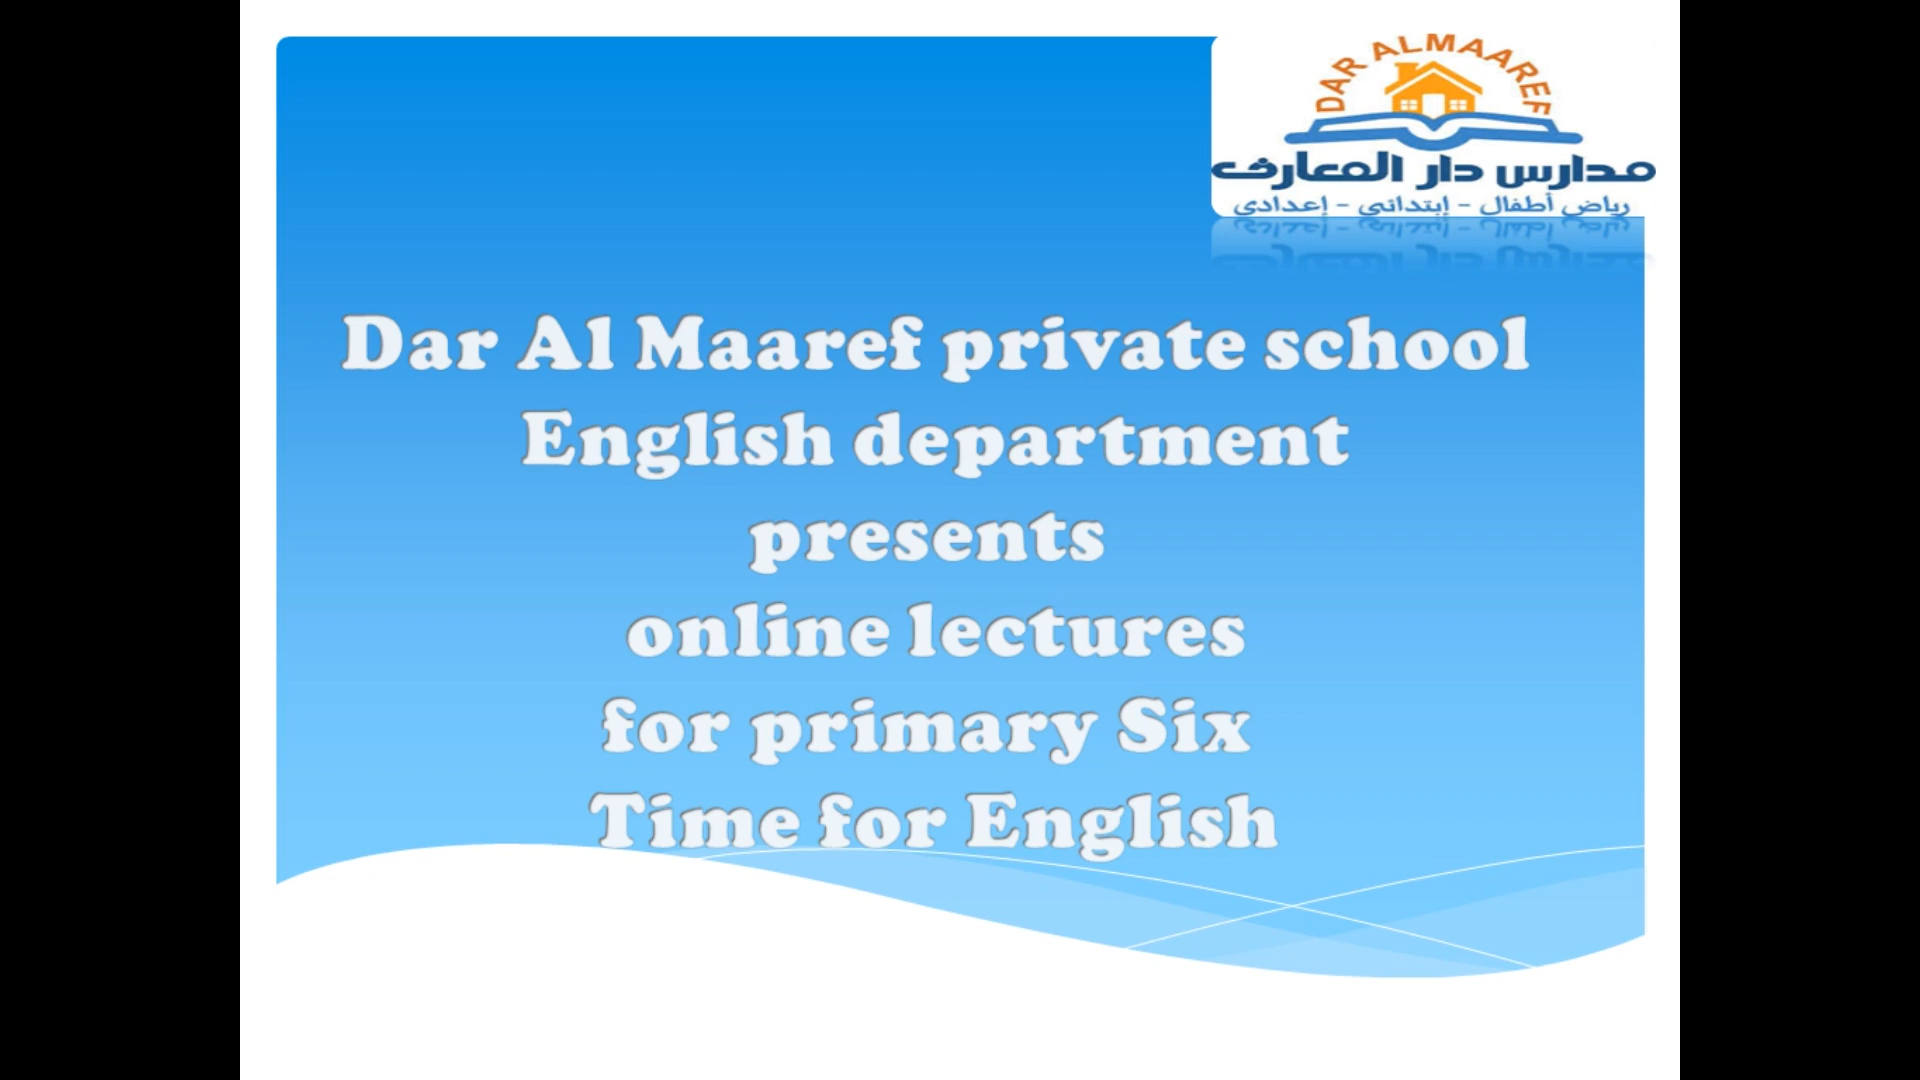 DAR ALMAAREF
مدارس دار المعارف
رياض أطفال - إبتدائي - إعدادي
Dar Al Maaref private school
English department
presents
online lectures
for primary Six
Time for English